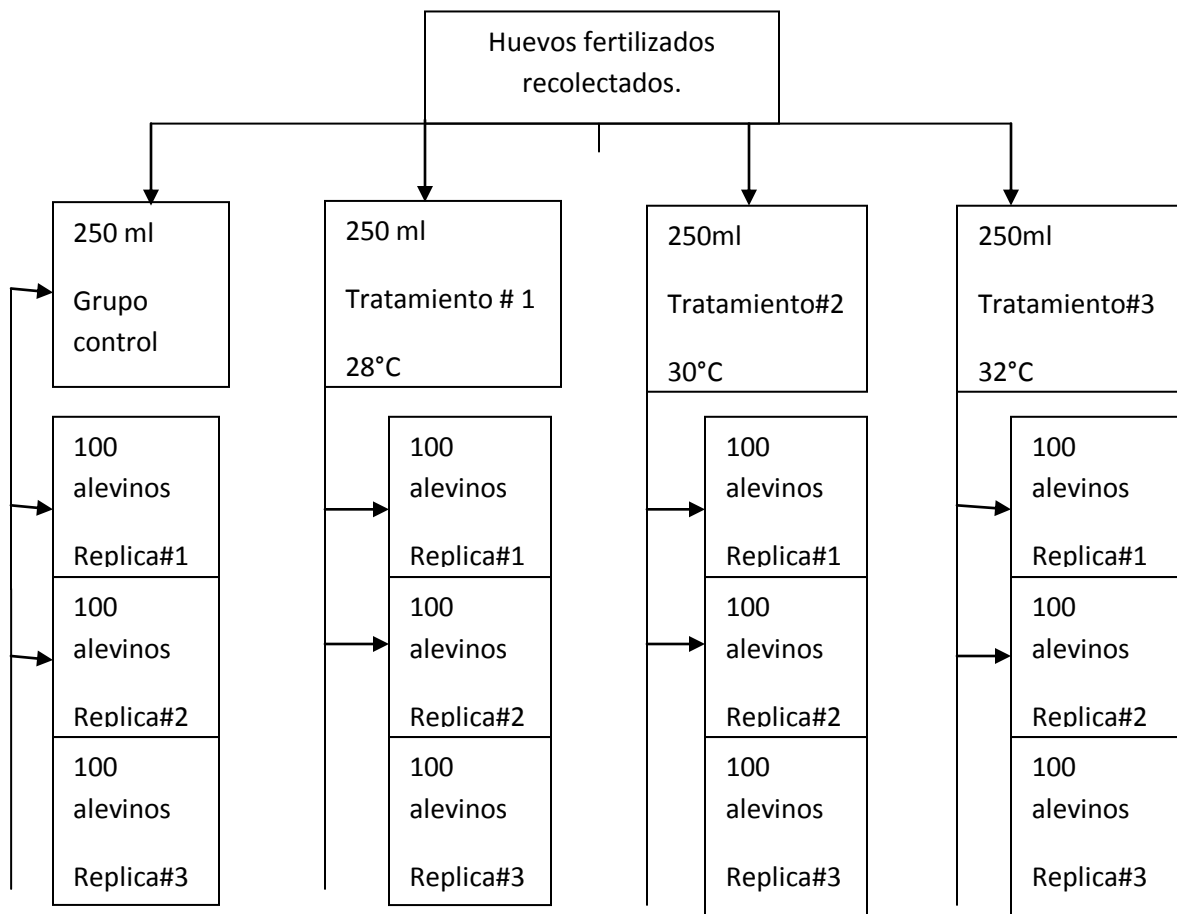 Huevos fertilizados
recolectados.
250 ml
Grupo
control
250 ml
Tratamiento # 1
28°C
250ml
Tratamiento#2
30°C
250ml
Tratamiento#3
32°C
100
alevinos
Replica#1
100
alevinos
Replica#2
100
alevinos
Replica#3
100
alevinos
Replica#1
100
alevinos
Replica#2
100
alevinos
Replica#3
100
alevinos
Replica#1
100
alevinos
Replica#2
100
alevinos
Replica#3
100
alevinos
Replica#1
100
alevinos
Replica#2
100
alevinos
Replica#3